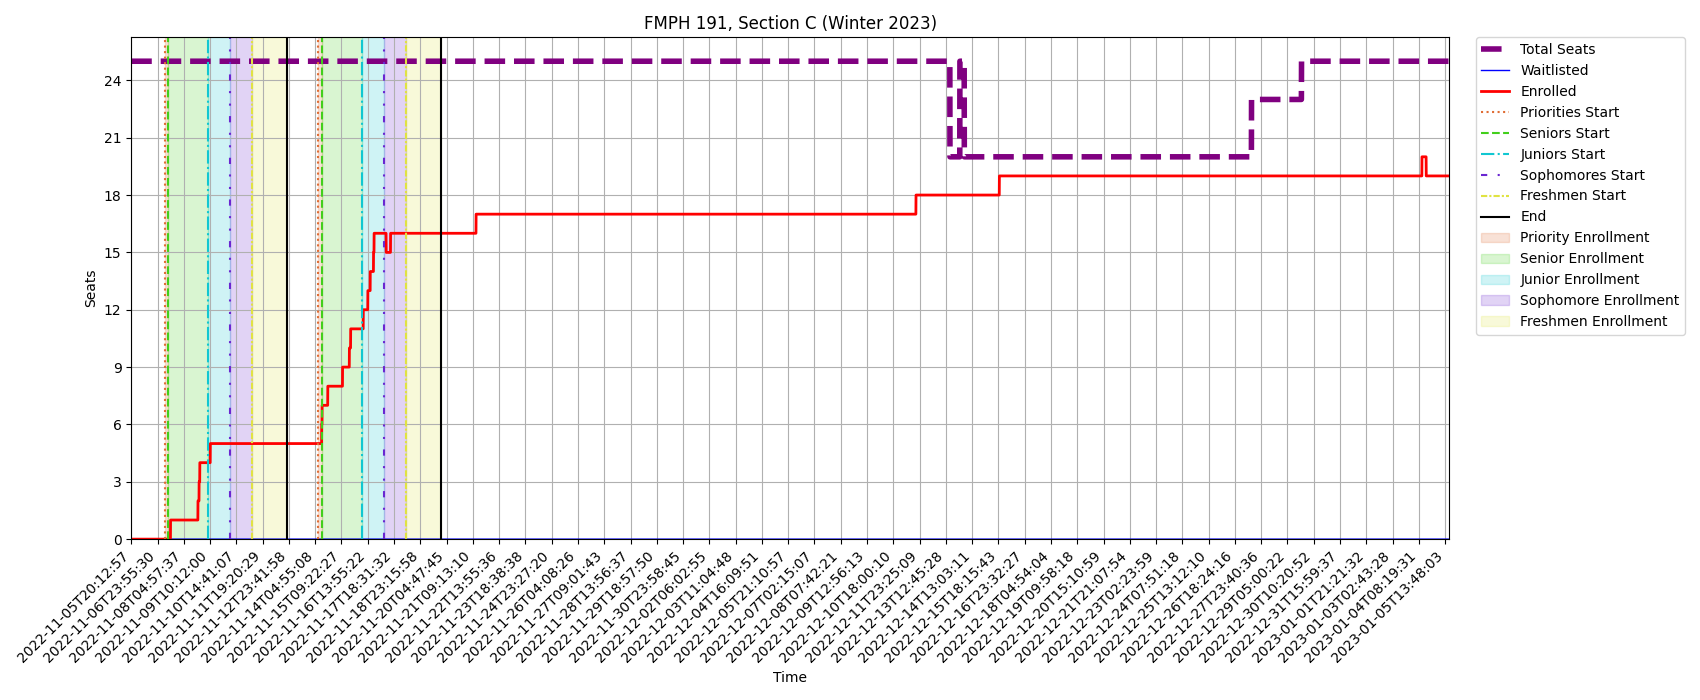 FMPH 191, Section C (Winter 2023)
Seats
24
21
18
15
12
9
6
3
0
2022-11-05T20:12:57
2022-11-06T23:55:30
2022-11-08T04:57:37
2022-11-09T10:12:00
2022-11-10T14:41:07
2022-11-11T19:20:29
2022-11-12T23:41:58
2022-11-14T04:55:08
2022-11-15T09:22:27
2022-11-16T13:55:22
2022-11-17T18:31:32
2022-11-18T23:15:58
2022-11-20T04:47:45
2022-11-21T09:13:10
2022-11-22T13:55:36
2022-11-23T18:38:38
2022-11-24T23:27:20
2022-11-26T04:08:26
2022-11-27T09:01:43
2022-11-28T13:56:37
2022-11-29T18:57:50
2022-11-30T23:58:45
2022-12-02T06:02:55
2022-12-03T11:04:48
2022-12-04T16:09:51
2022-12-05T21:10:57
2022-12-07T02:15:07
2022-12-08T07:42:21
2022-12-09T12:56:13
2022-12-10T18:00:10
2022-12-11T23:25:09
2022-12-13T12:45:28
2022-12-14T13:03:11
2022-12-15T18:15:43
2022-12-16T23:32:27
2022-12-18T04:54:04
2022-12-19T09:58:18
2022-12-20T15:10:59
2022-12-21T21:07:54
2022-12-23T02:23:59
2022-12-24T07:51:18
2022-12-25T13:12:10
2022-12-26T18:24:16
2022-12-27T23:40:36
2022-12-29T05:00:22
2022-12-30T10:20:52
2022-12-31T15:59:37
2023-01-01T21:21:32
2023-01-03T02:43:28
2023-01-04T08:19:31
2023-01-05T13:48:03
Time
Total Seats
Waitlisted
Enrolled
Priorities Start
Seniors Start
Juniors Start
Sophomores Start
Freshmen Start
End
Priority Enrollment
Senior Enrollment
Junior Enrollment
Sophomore Enrollment
Freshmen Enrollment